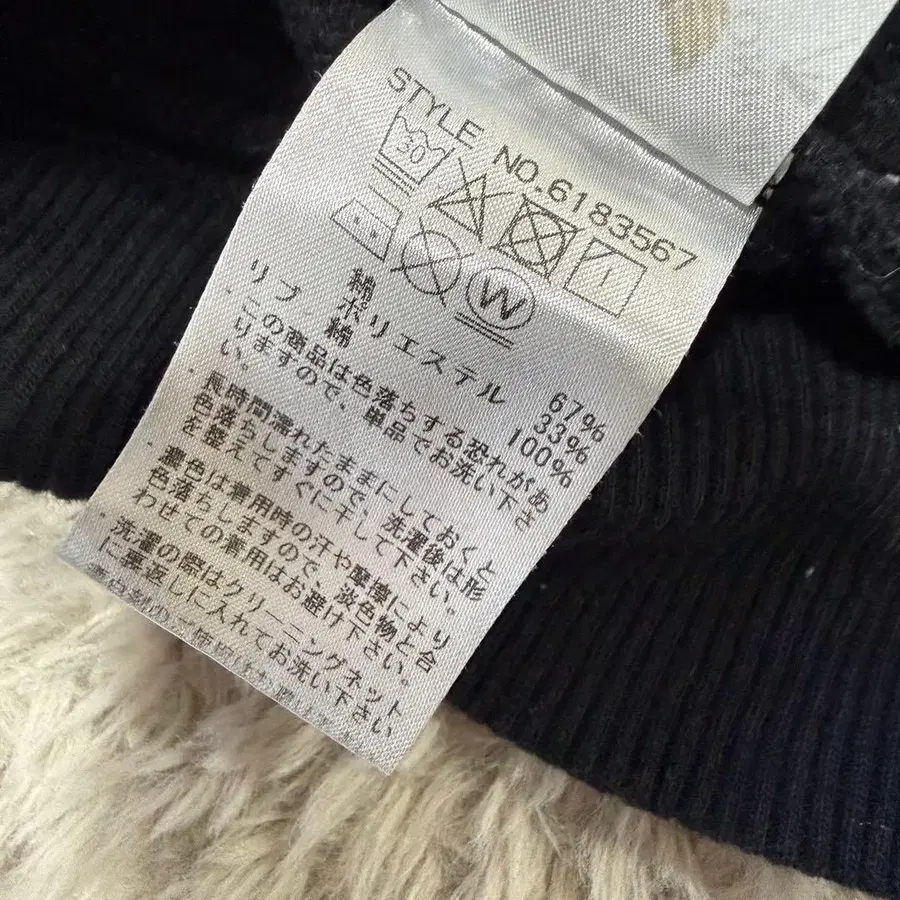 STYLE NO.6183567
30
W
綿 67%
ポリエステル 33%
リブ 綿 100%
・この商品は色落ちする恐れがあ
りますので、単品でお洗い下さ
い。
・長時間濡れたままにしておくと
色落ちしますので、洗濯後は形
を整えてすぐに干して下さい。
・濃色は着用時の汗や摩擦により
色落ちしますので、淡色物と合
わせての着用はお避け下さい。
・洗濯の際はクリーニングネット
に裏返しに入れてお洗い下さい